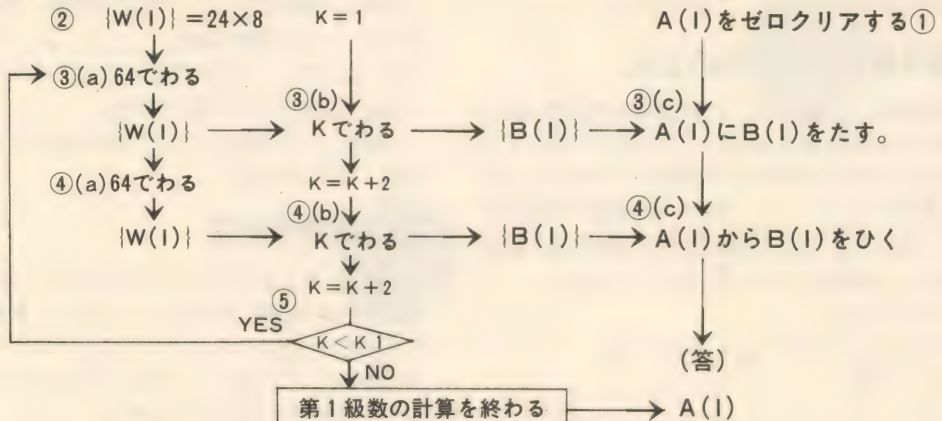 ② {W(I)}=24×8 K=1 A(I)をゼロクリアする①
③(a)64でわる
③(b) ③(c)
{W(I)} Kでわる {B(I)} A(I)にB(I)をたす。
④(a)64でわる K=K+2
④(b) ④(c)
{W(I)} Kでわる {B(I)} A(I)からB(I)をひく
K=K+2
⑤
YES
K<K1
(答)
NO
第1級数の計算を終わる A(I)